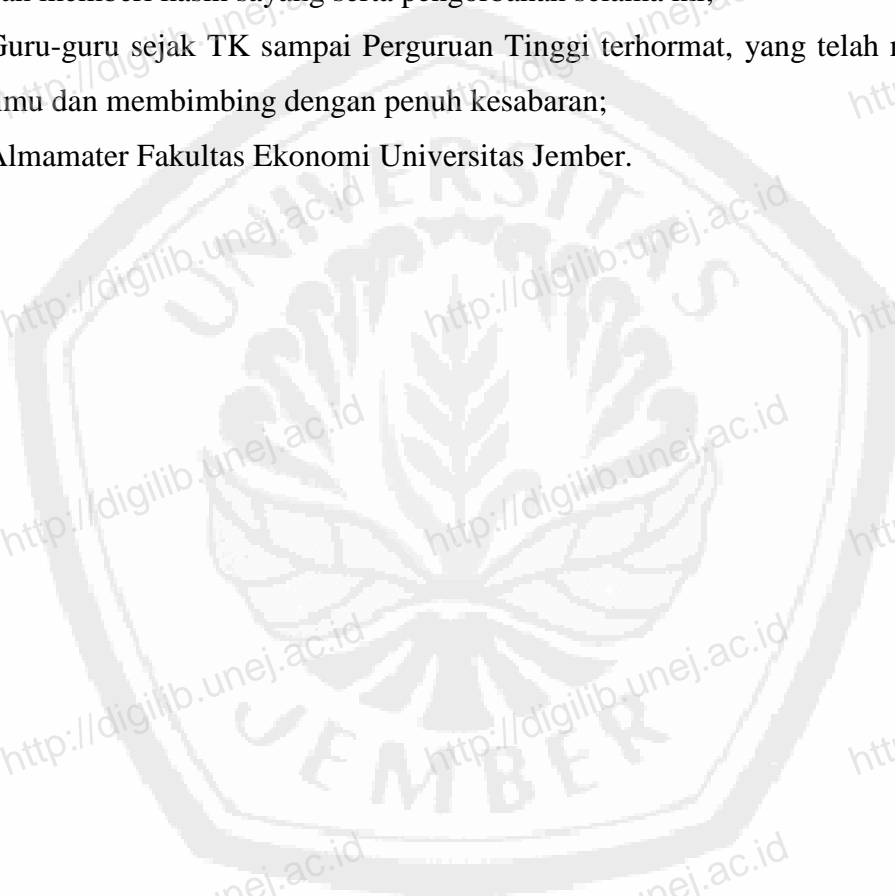 memberi kasih sayang serta pengorbanan selama ini;
Guru-guru sejak TK sampai Perguruan Tinggi terhormat, yang telah
dan membimbing dengan penuh kesabaran;
Almamater Fakultas Ekonomi Universitas Jember.
UNIVERSITAS
http://digilib.unej.ac.id
http://digilib.unej.ac.id
http://digilib.unej.ac.id
http://digilib.unej.ac.id
http://digilib.unej.ac.id
http://digilib.unej.ac.id
JEMBER